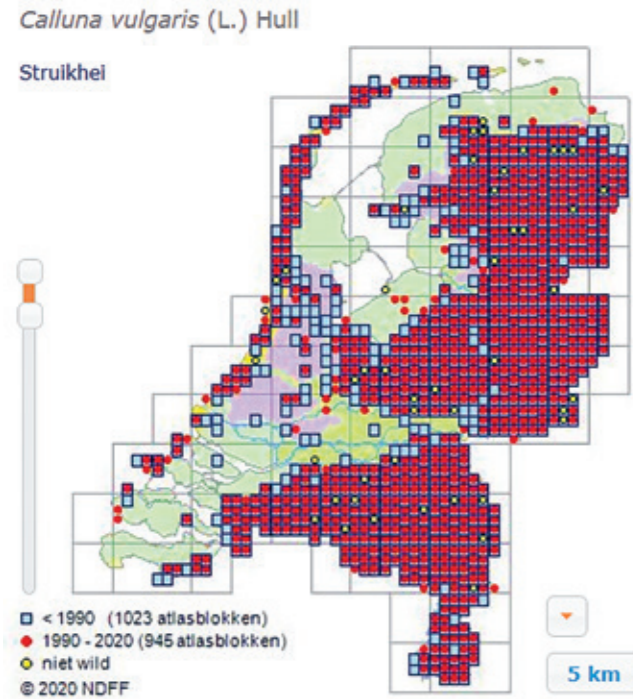 Calluna vulgaris (L.) Hull
Struikhei
< 1990 (1023 atlasblokken)
1990 - 2020 (945 atlasblokken)
niet wild
© 2020 NDFF
5 km